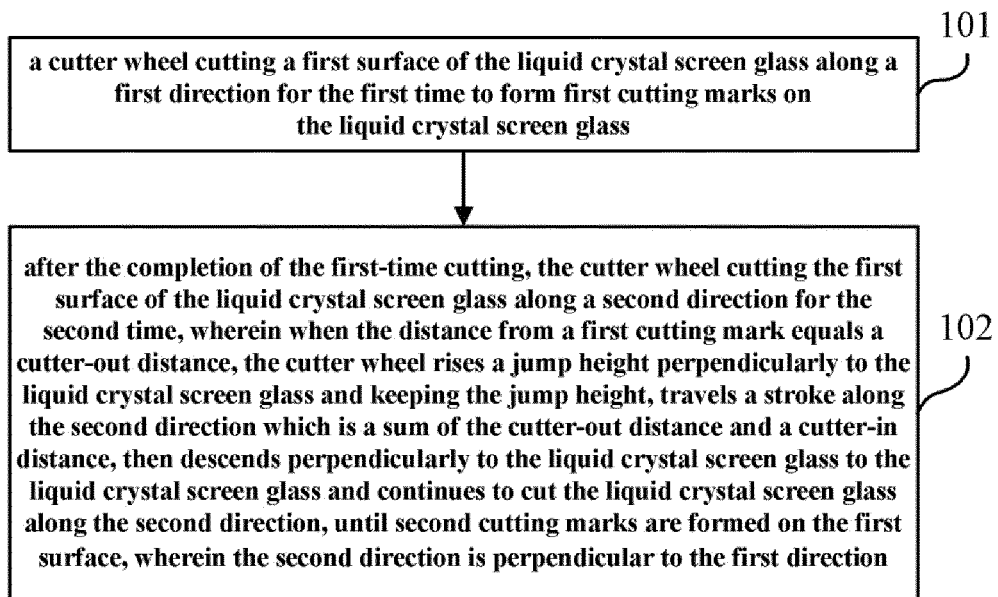 101
a cutter wheel cutting a first surface of the liquid crystal screen glass along a
first direction for the first time to form first cutting marks on
the liquid crystal screen glass
after the completion of the first-time cutting, the cutter wheel cutting the first
surface of the liquid crystal screen glass along a second direction for the
second time, wherein when the distance from a first cutting mark equals a
cutter-out distance, the cutter wheel rises a jump height perpendicularly to the
liquid crystal screen glass and keeping the jump height, travels a stroke along
the second direction which is a sum of the cutter-out distance and a cutter-in
distance, then descends perpendicularly to the liquid crystal screen glass to the
liquid crystal screen glass and continues to cut the liquid crystal screen glass
along the second direction, until second cutting marks are formed on the first
surface, wherein the second direction is perpendicular to the first direction
102